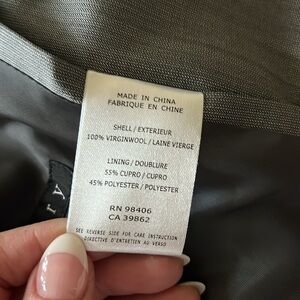 MADE IN CHINA
FABRIQUE EN CHINE
SHELL / EXTERIEUR
100% VIRGINWOOL / LAINE VIERGE
LINING / DOUBLURE
55% CUPRO / CUPRO
45% POLYESTER / POLYESTER
RN 98406
CA 39862
SEE REVERSE SIDE FOR CARE INSTRUCTION
DIRECTIVE D'ENTRETIEN AU VERSO
ry